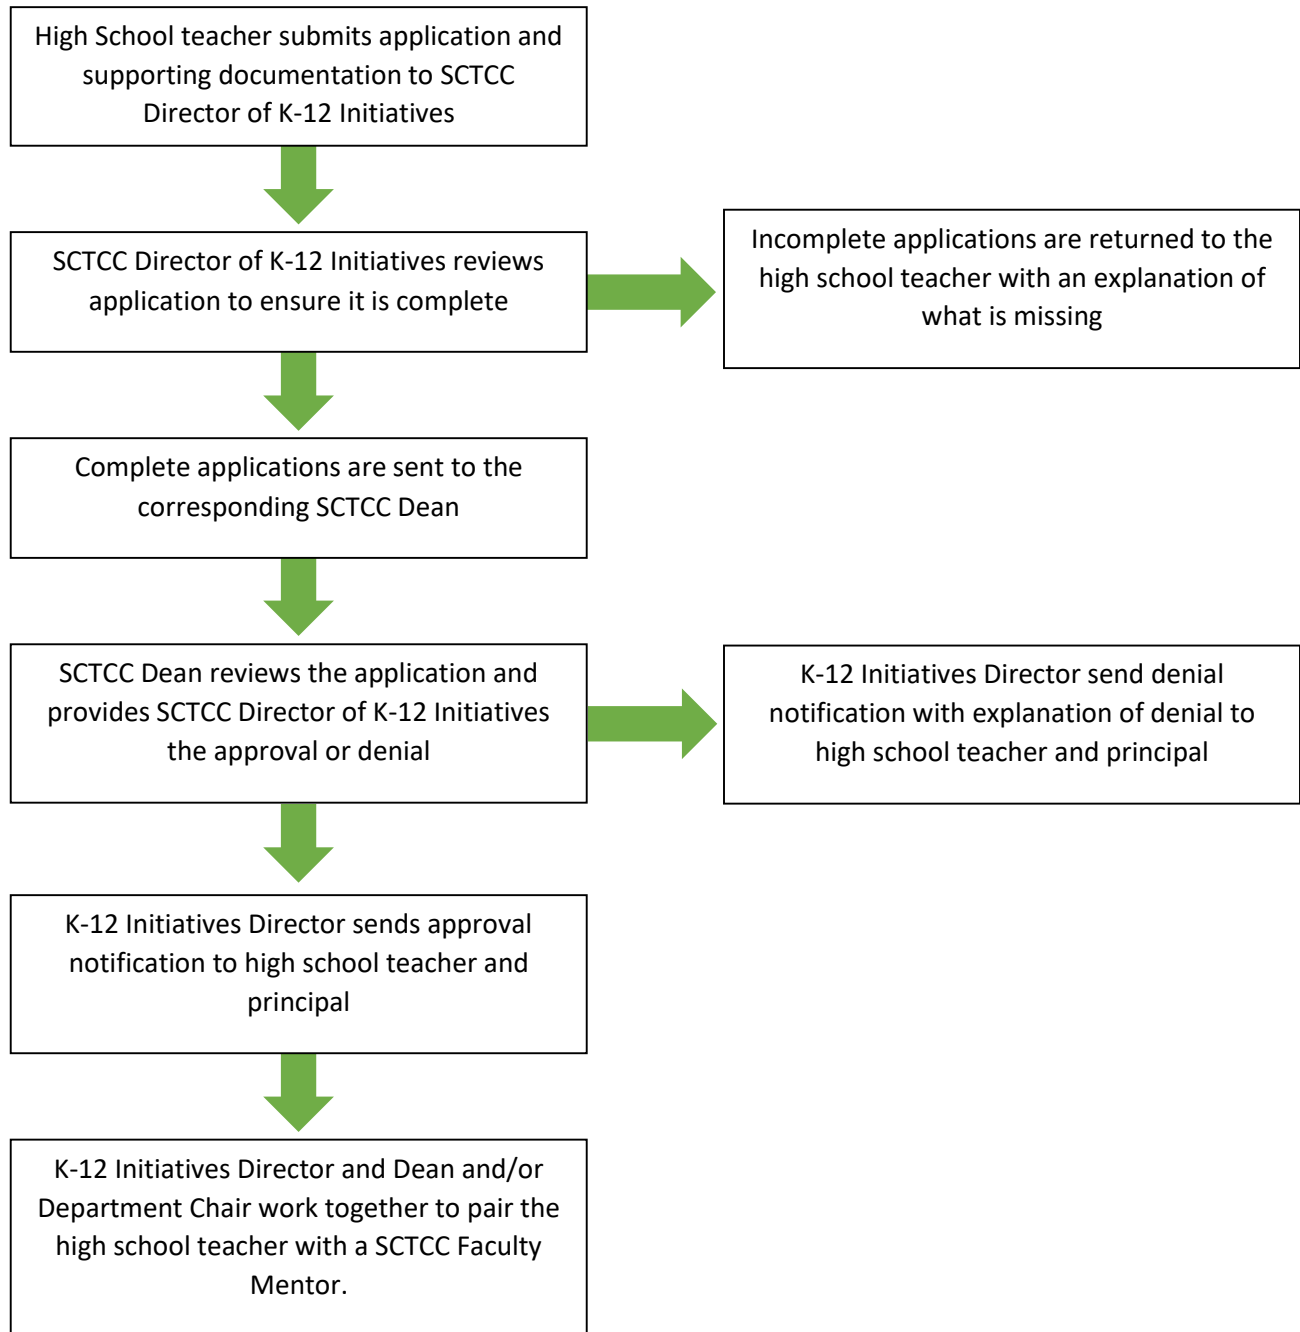 High School teacher submits application and
supporting documentation to SCTCC
Director of K-12 Initiatives
SCTCC Director of K-12 Initiatives reviews
application to ensure it is complete
Incomplete applications are returned to the
high school teacher with an explanation of
what is missing
Complete applications are sent to the
corresponding SCTCC Dean
SCTCC Dean reviews the application and
provides SCTCC Director of K-12 Initiatives
the approval or denial
K-12 Initiatives Director send denial
notification with explanation of denial to
high school teacher and principal
K-12 Initiatives Director sends approval
notification to high school teacher and
principal
K-12 Initiatives Director and Dean and/or
Department Chair work together to pair the
high school teacher with a SCTCC Faculty
Mentor.